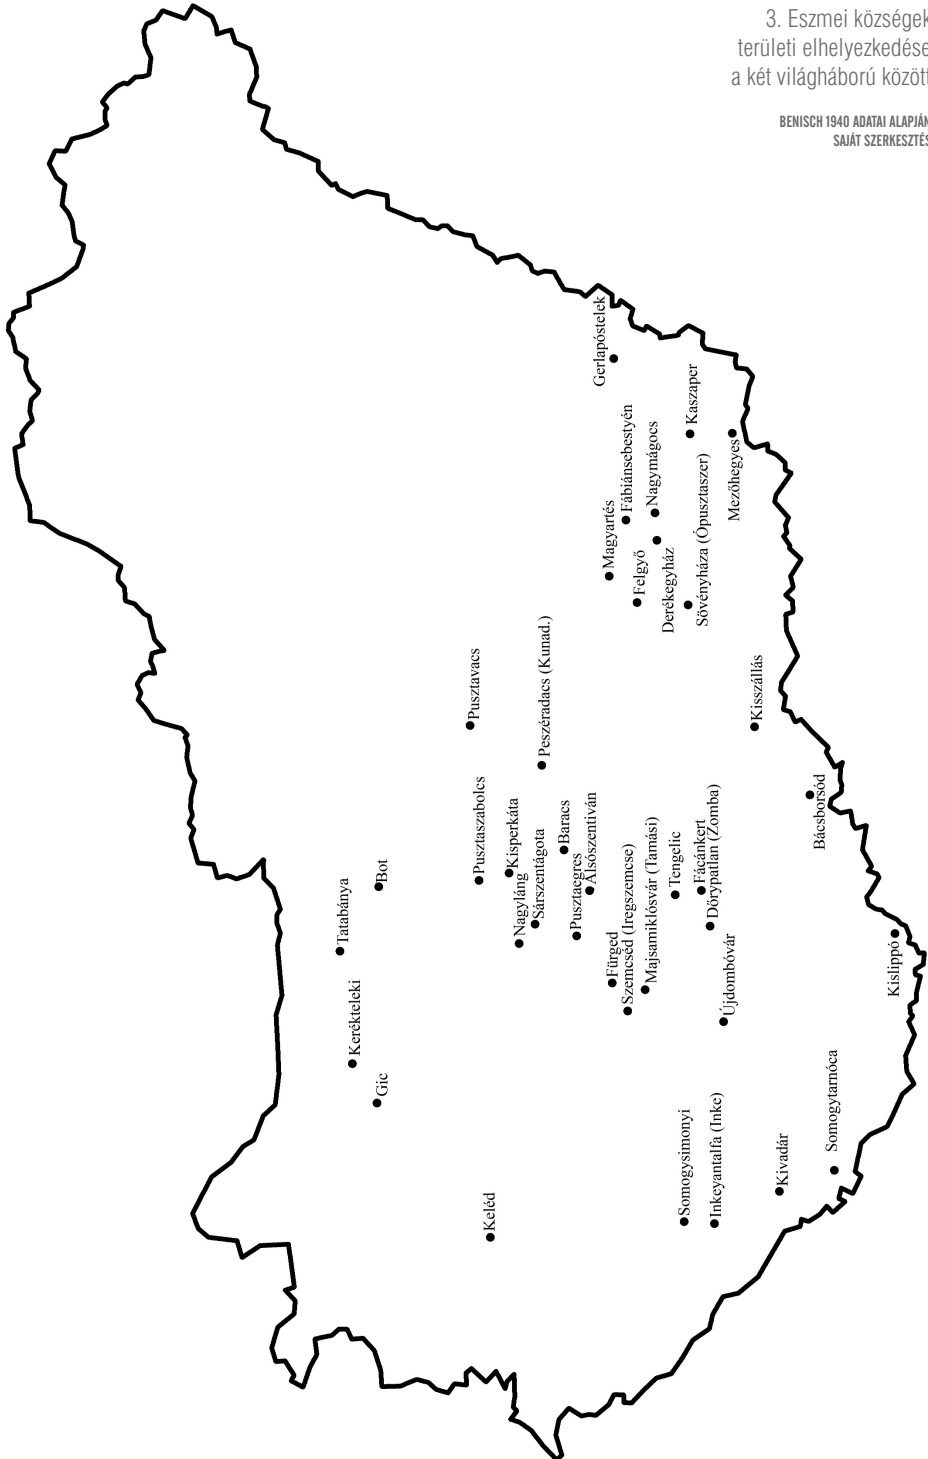 3. Eszmei községek
területi elhelyezkedése
a két világháború között
BENISCH 1940 ADATAI ALAPJÁN
SAJÁT SZERKESZTÉS
Gerlapóstelek
Kaszaper
Fábiánsebestyén
Nagymágocs
Mezőhegyes
Magyartés
Felgyő
Derékegyház
Sövényháza (Ópusztaszer)
Pusztavacs
Peszéradacs (Kunad.)
Kisszállás
Bácsborsód
Pusztaszabolcs
Kisperkáta
Baracs
Alsószentiván
Bot
Tatabánya
Nagyláng
Sárszentágota
Pusztaegres
Tengelic
Fácánkert
Dőrypatlan (Zomba)
Fürged
Szemcséd (Iregszemcse)
Majsamiklósvár (Tamási)
Újdombóvár
Kislippó
Kerékteleki
Gic
Keléd
Somogysimonyi
Inkeyantalfa (Inke)
Kivadár
Somogytarnóca